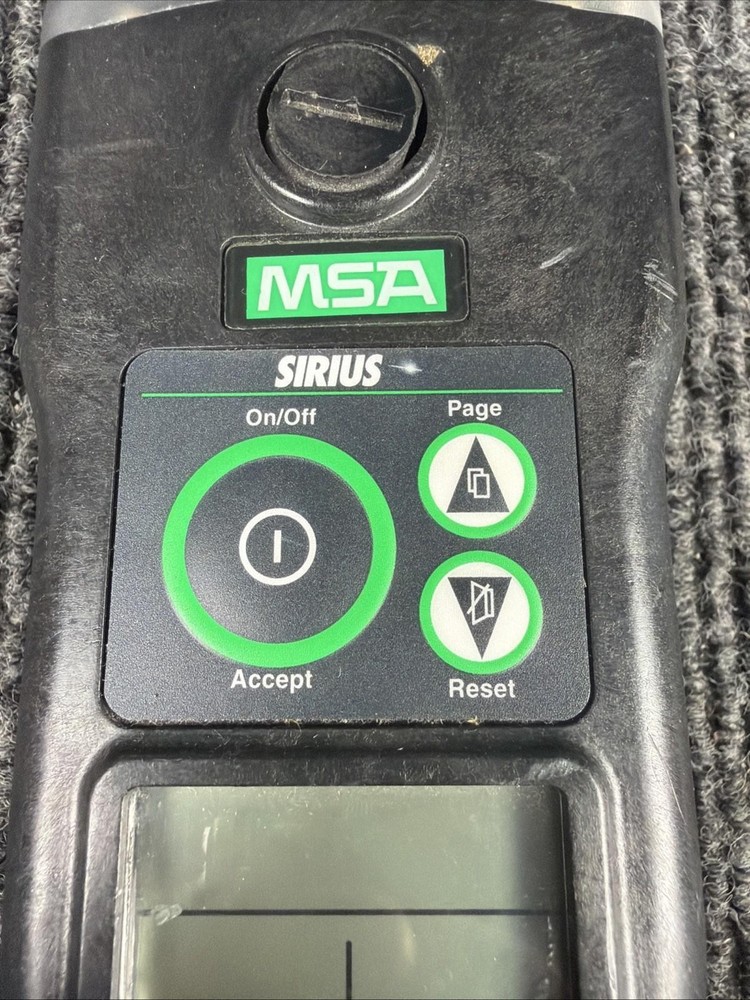 MSA
SIRIUS
On/Off
Page
Accept
Reset